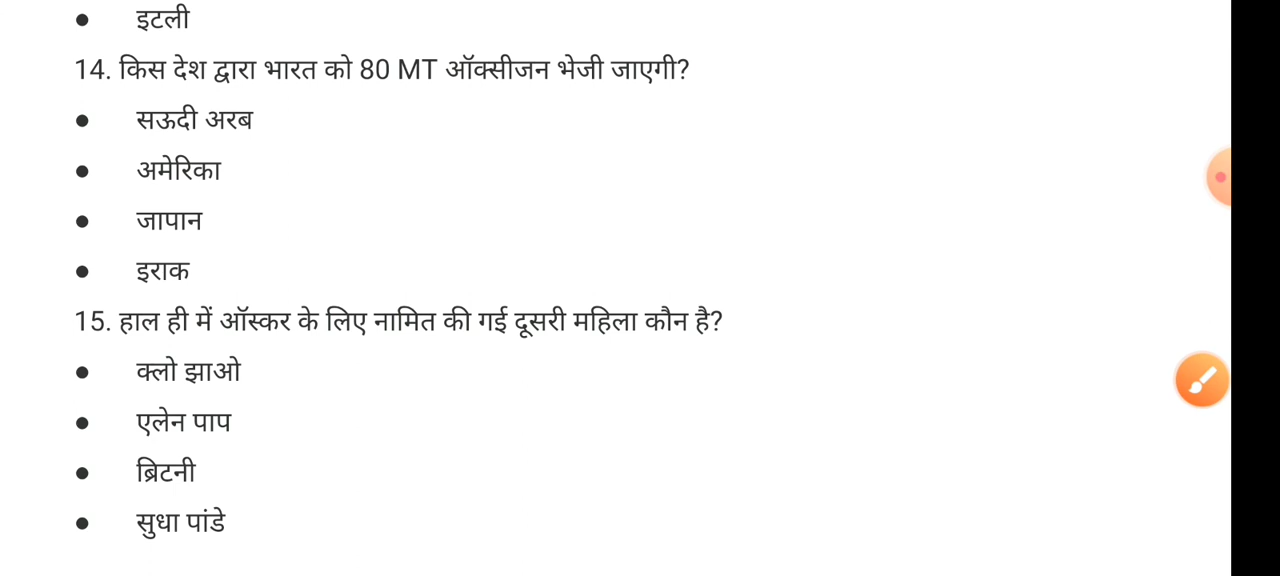 ● इटली
14. किस देश द्वारा भारत को 80 MT ऑक्सीजन भेजी जाएगी?
● सऊदी अरब
● अमेरिका
● जापान
● इराक
15. हाल ही में ऑस्कर के लिए नामित की गई दूसरी महिला कौन है?
● क्लो झाओ
● एलेन पाप
● ब्रिटनी
● सुधा पांडे